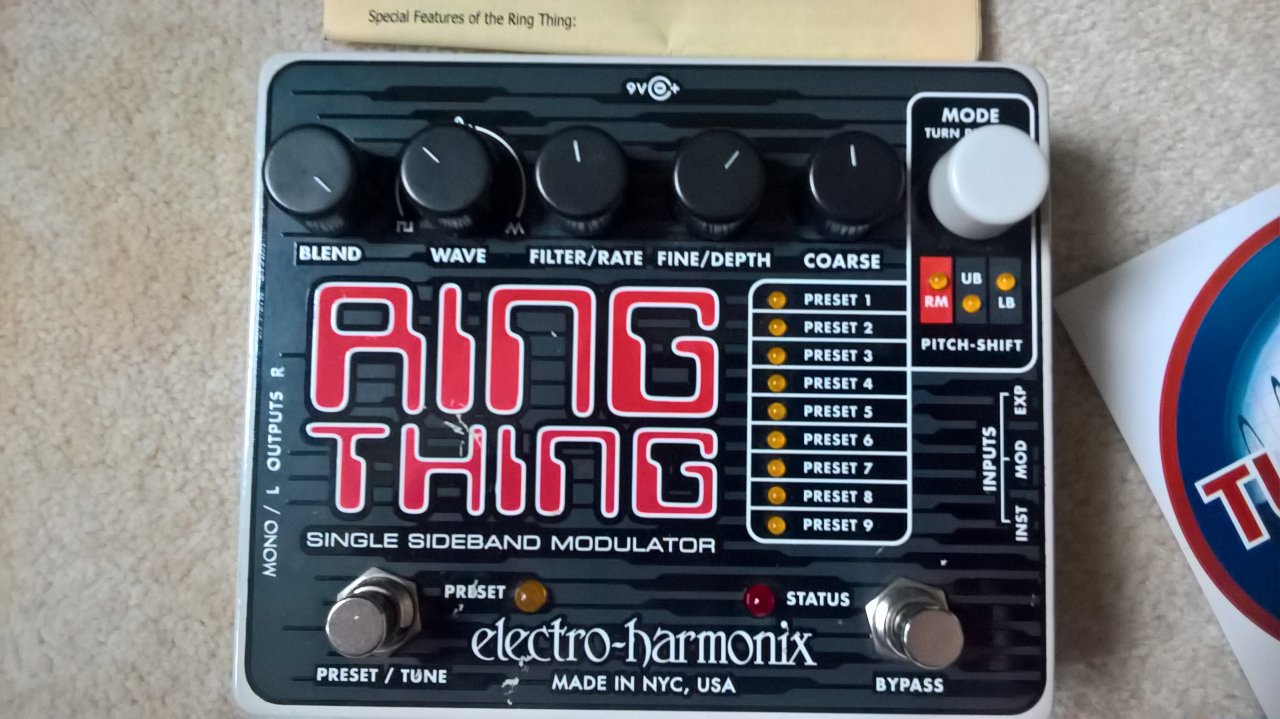 Special Features of the Ring Thing:
9V
MODE
TURN
BLEND
WAVE
FILTER/RATE
FINE/DEPTH
COARSE
RM
UB
LB
PITCH-SHIFT
RING
THING
SINGLE SIDEBAND MODULATOR
PRESET 1
PRESET 2
PRESET 3
PRESET 4
PRESET 5
PRESET 6
PRESET 7
PRESET 8
PRESET 9
MONO / L OUTPUTS R
INPUTS
EXP
MOD
INST
PRESET
STATUS
electro-harmonix
MADE IN NYC, USA
PRESET / TUNE
BYPASS